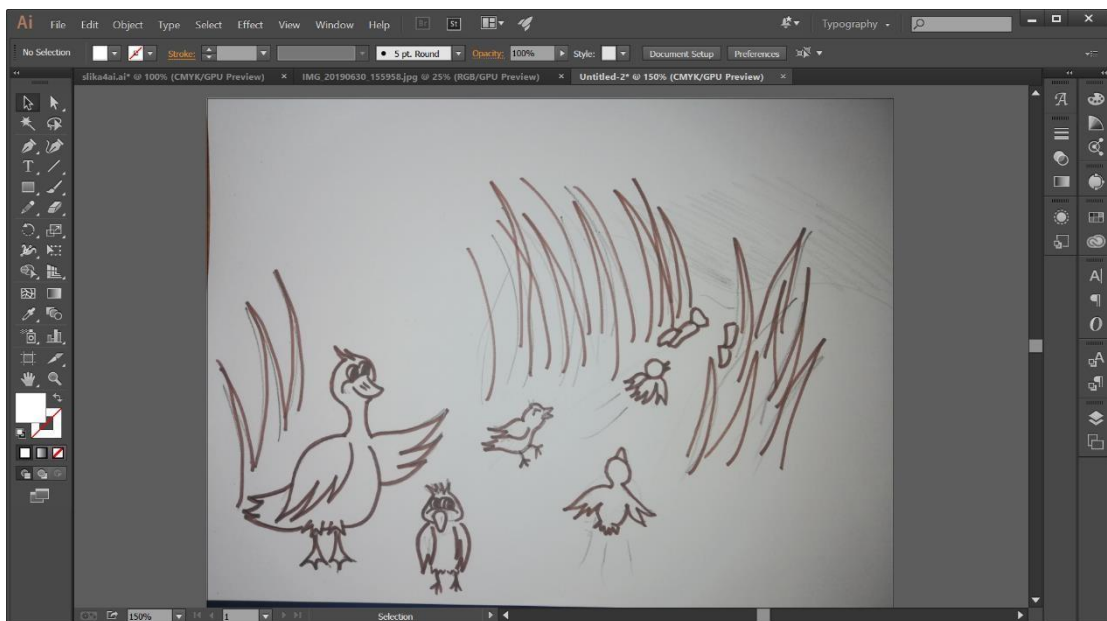 Ai File Edit Object Type Select Effect View Window Help Br St Typography
No Selection Stroke: 5 pt. Round Opacity: 100% Style: Document Setup Preferences
slika4ai.ai* @ 100% (CMYK/GPU Preview) × IMG_20190630_155958.jpg @ 25% (RGB/GPU Preview) × Untitled-2* @ 150% (CMYK/GPU Preview) ×
150% 1 Selection